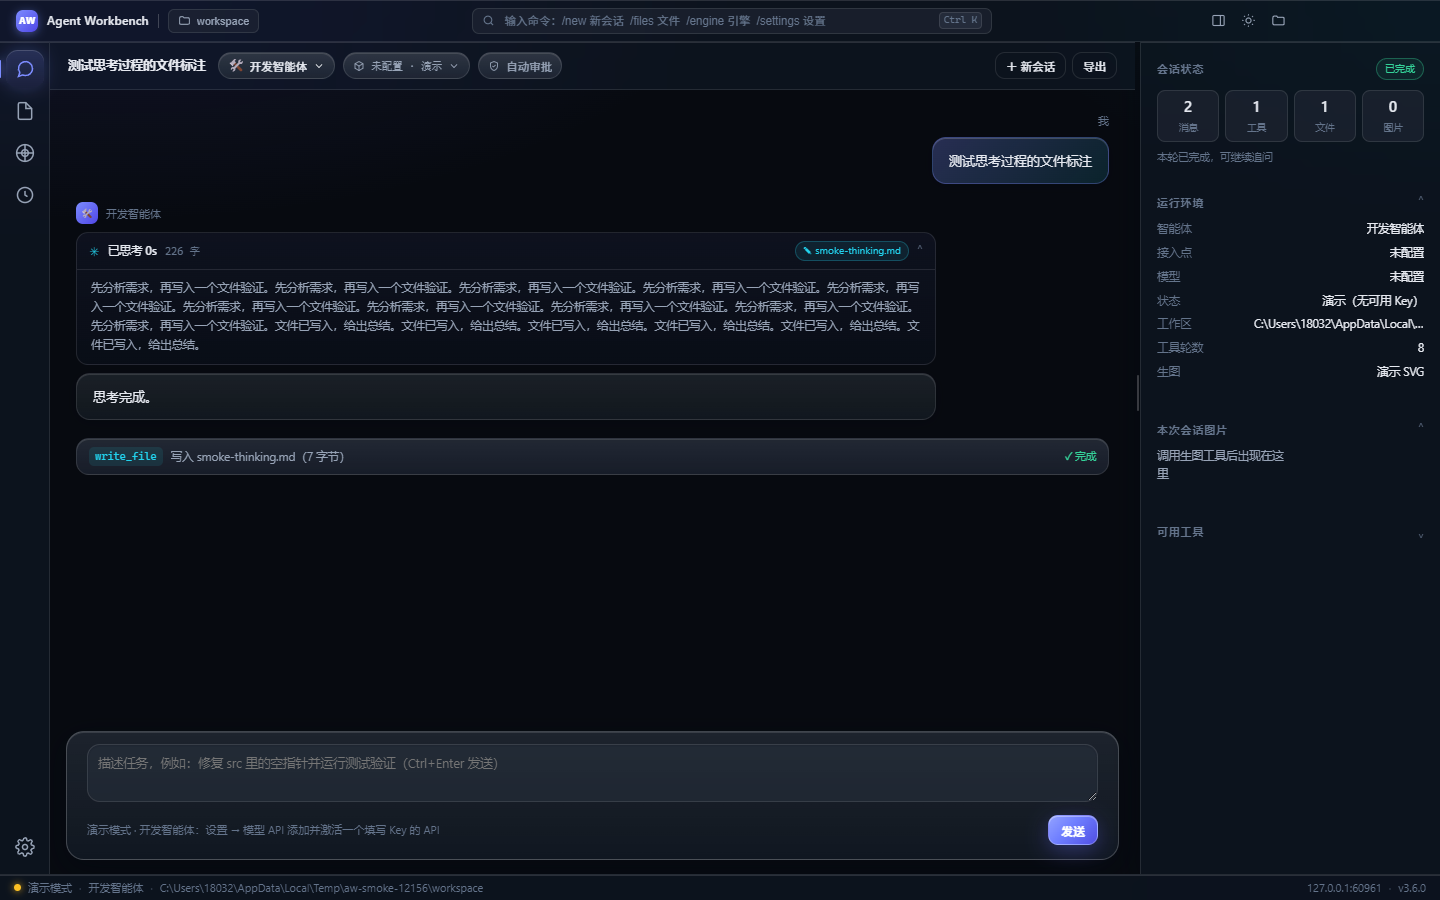 AW Agent Workbench workspace
输入命令：/new 新会话 /files 文件 /engine 引擎 /settings 设置 Ctrl K
测试思考过程的文件标注 开发智能体 未配置 · 演示 自动审批 + 新会话 导出
我
测试思考过程的文件标注
开发智能体
已思考 0s 226 字 smoke-thinking.md
先分析需求，再写入一个文件验证。先分析需求，再写入一个文件验证。先分析需求，再写入一个文件验证。先分析需求，再写入一个文件验证。先分析需求，再写
入一个文件验证。先分析需求，再写入一个文件验证。先分析需求，再写入一个文件验证。先分析需求，再写入一个文件验证。先分析需求，再写入一个文件验证。
先分析需求，再写入一个文件验证。文件已写入，给出总结。文件已写入，给出总结。文件已写入，给出总结。文件已写入，给出总结。文件已写入，给出总结。文
件已写入，给出总结。
思考完成。
write_file 写入 smoke-thinking.md（7 字节） ✓完成
描述任务，例如：修复 src 里的空指针并运行测试验证（Ctrl+Enter 发送）
演示模式 · 开发智能体：设置 → 模型 API 添加并激活一个填写 Key 的 API
发送
会话状态 已完成
2 1 1 0
消息 工具 文件 图片
本轮已完成，可继续追问
运行环境
智能体 开发智能体
接入点 未配置
模型 未配置
状态 演示（无可用 Key）
工作区 C:\Users\18032\AppData\Local\...
工具轮数 8
生图 演示 SVG
本次会话图片
调用生图工具后出现在这
里
可用工具
演示模式 · 开发智能体 · C:\Users\18032\AppData\Local\Temp\aw-smoke-12156\workspace
127.0.0.1:60961 · v3.6.0